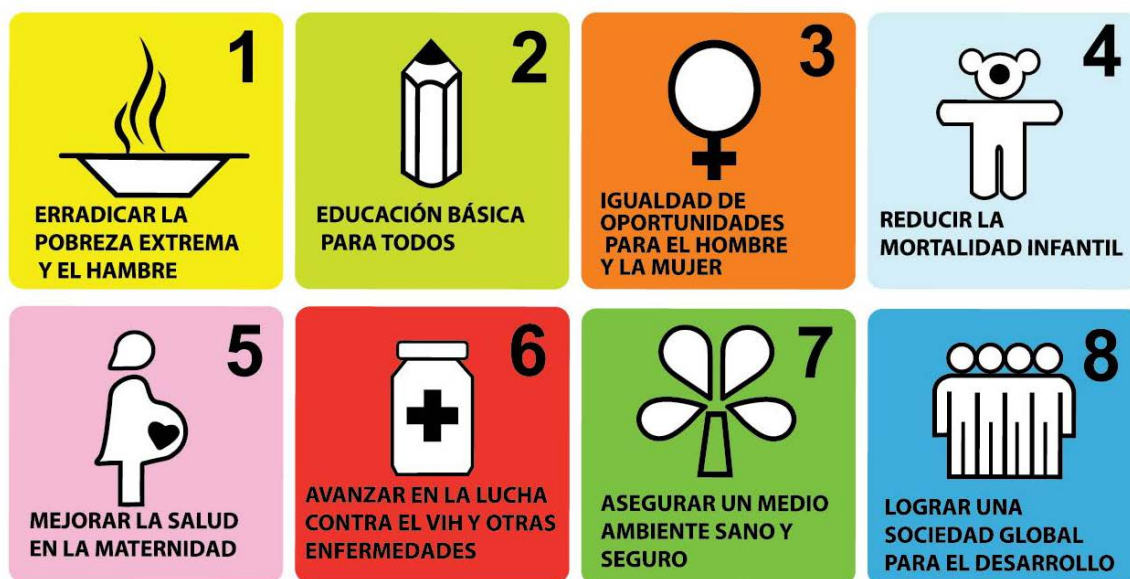 1
ERRADICAR LA
POBREZA EXTREMA
Y EL HAMBRE
2
EDUCACIÓN BÁSICA
PARA TODOS
3
IGUALDAD DE
OPORTUNIDADES
PARA EL HOMBRE
Y LA MUJER
4
REDUCIR LA
MORTALIDAD INFANTIL
5
MEJORAR LA SALUD
EN LA MATERNIDAD
6
AVANZAR EN LA LUCHA
CONTRA EL VIH Y OTRAS
ENFERMEDADES
7
ASEGURAR UN MEDIO
AMBIENTE SANO Y
SEGURO
8
LOGRAR UNA
SOCIEDAD GLOBAL
PARA EL DESARROLLO